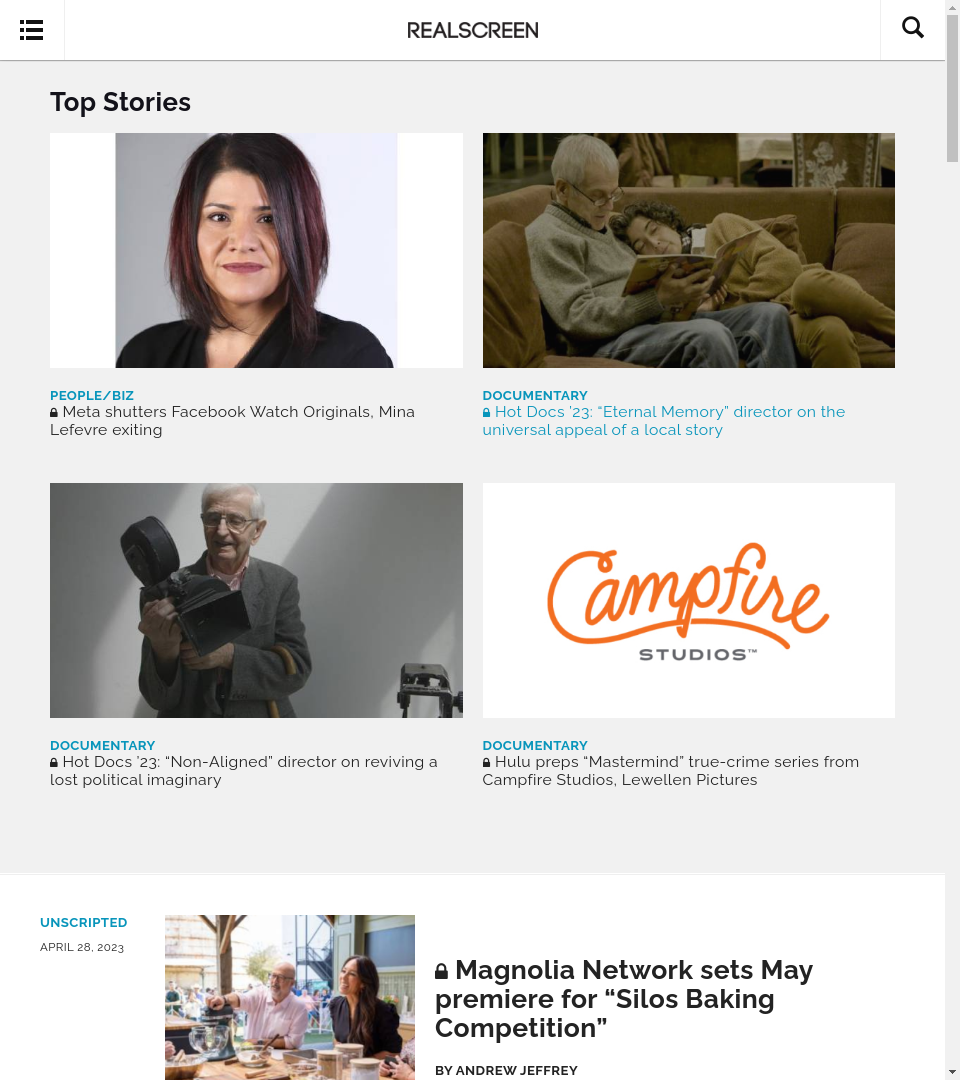 REALSCREEN
Top Stories
PEOPLE/BIZ
Meta shutters Facebook Watch Originals, Mina
Lefevre exiting
DOCUMENTARY
Hot Docs ’23: “Eternal Memory” director on the
universal appeal of a local story
DOCUMENTARY
Hot Docs ’23: “Non-Aligned” director on reviving a
lost political imaginary
Campfire
STUDIOS™
DOCUMENTARY
Hulu preps “Mastermind” true-crime series from
Campfire Studios, Lewellen Pictures
UNSCRIPTED
APRIL 28, 2023
Magnolia Network sets May
premiere for “Silos Baking
Competition”
BY ANDREW JEFFREY